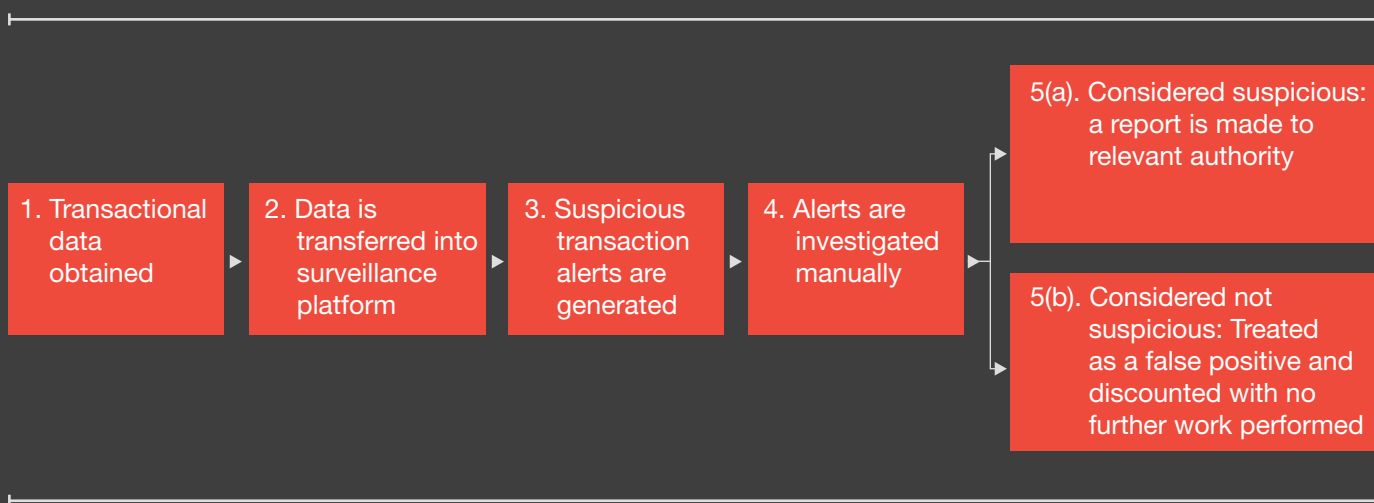 1. Transactional
data
obtained
2. Data is
transferred into
surveillance
platform
3. Suspicious
transaction
alerts are
generated
4. Alerts are
investigated
manually
5(a). Considered suspicious:
a report is made to
relevant authority
5(b). Considered not
suspicious: Treated
as a false positive and
discounted with no
further work performed